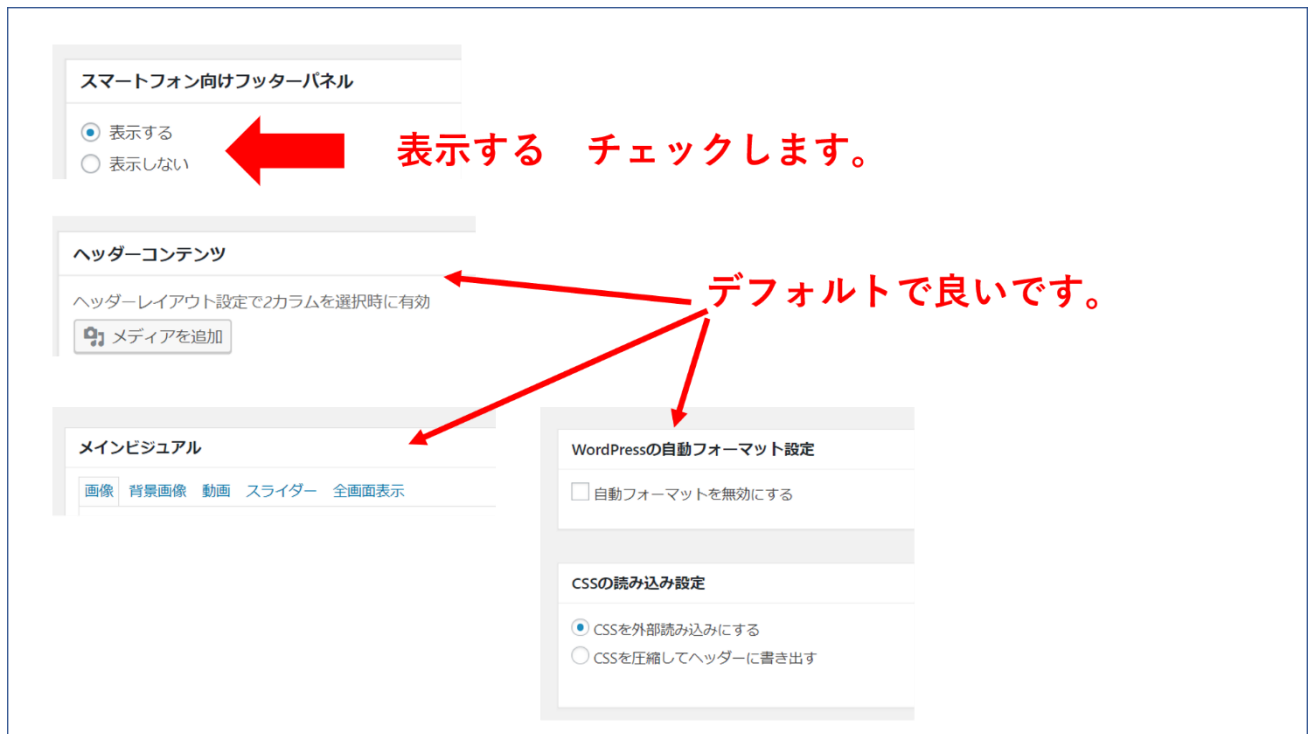 スマートフォン向けフッターパネル
表示する
表示しない
表示する　チェックします。
ヘッダーコンテンツ
ヘッダーレイアウト設定で2カラムを選択時に有効
メディアを追加
デフォルトで良いです。
メインビジュアル
画像 背景画像 動画 スライダー 全画面表示
WordPressの自動フォーマット設定
自動フォーマットを無効にする
CSSの読み込み設定
CSSを外部読み込みにする
CSSを圧縮してヘッダーに書き出す